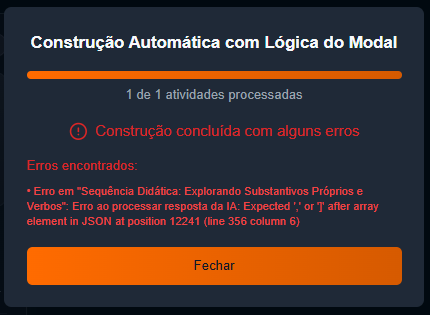 Construção Automática com Lógica do Modal
1 de 1 atividades processadas
Construção concluída com alguns erros
Erros encontrados:
• Erro em "Sequência Didática: Explorando Substantivos Próprios e
Verbos": Erro ao processar resposta da IA: Expected ',' or ']' after array
element in JSON at position 12241 (line 356 column 6)
Fechar